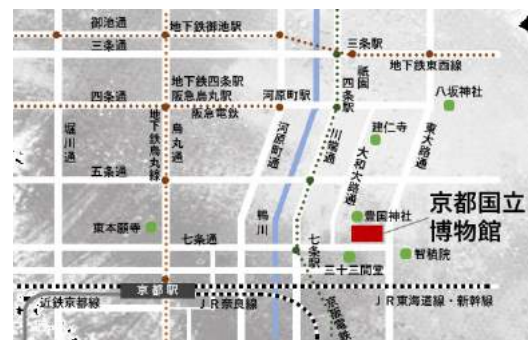 御池通
地下鉄御池駅
三条通
三条駅
地下鉄東西線
地下鉄四条駅
阪急烏丸駅
河原町駅
祇園
四条駅
四条通
阪急電鉄
八坂神社
堀川通
地下鉄烏丸線
烏丸通
河原町通
川端通
建仁寺
大和大路通
東大路通
五条通
鴨川
豊国神社
京都国立
博物館
東本願寺
七条通
七条駅
三十三間堂
智積院
京都駅
近鉄京都線
JR奈良線
京阪電鉄
JR東海道線・新幹線